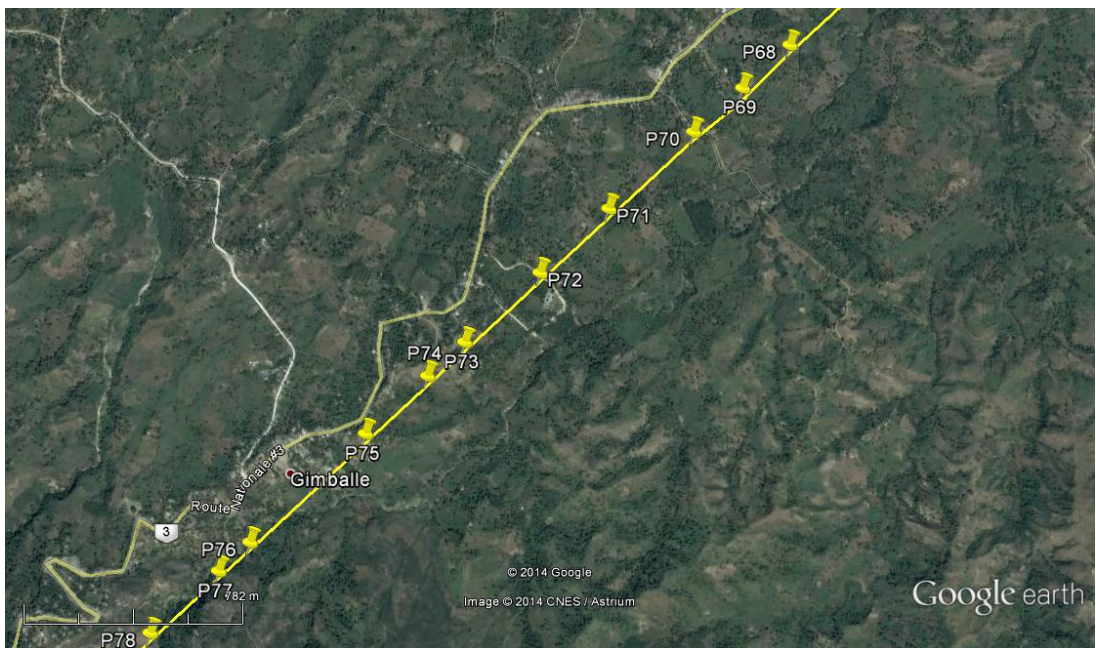 P68
P69
P70
P71
P72
P74
P73
P75
Route Nationale #3
Gimballe
3
P76
P77
782 m
P78
© 2014 Google
Image © 2014 CNES / Astrium
Google earth